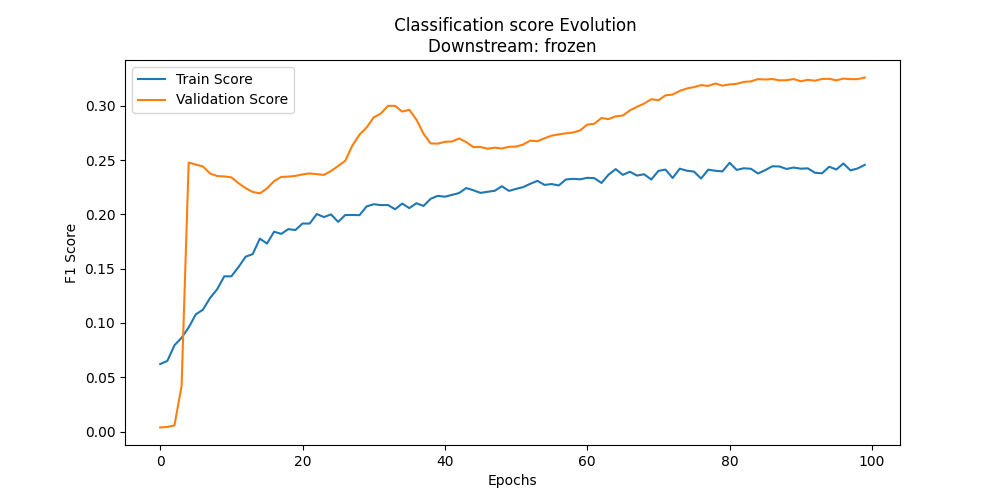 Classification score Evolution
Downstream: frozen
Train Score
Validation Score
F1 Score
0.30
0.25
0.20
0.15
0.10
0.05
0.00
0 20 40 60 80 100
Epochs